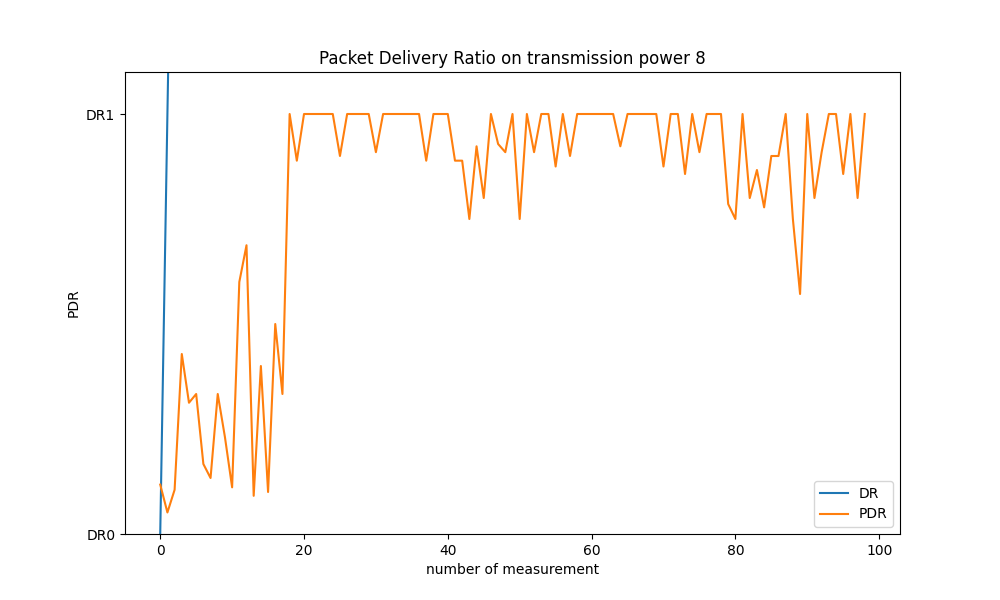 Packet Delivery Ratio on transmission power 8
DR1
PDR
DR0
0 20 40 60 80 100
number of measurement
DR
PDR